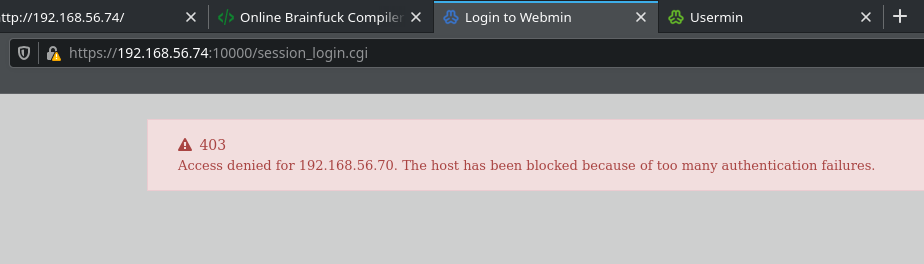 ttp://192.168.56.74/
Online Brainfuck Compiler
Login to Webmin
Usermin
https://192.168.56.74:10000/session_login.cgi
403
Access denied for 192.168.56.70. The host has been blocked because of too many authentication failures.